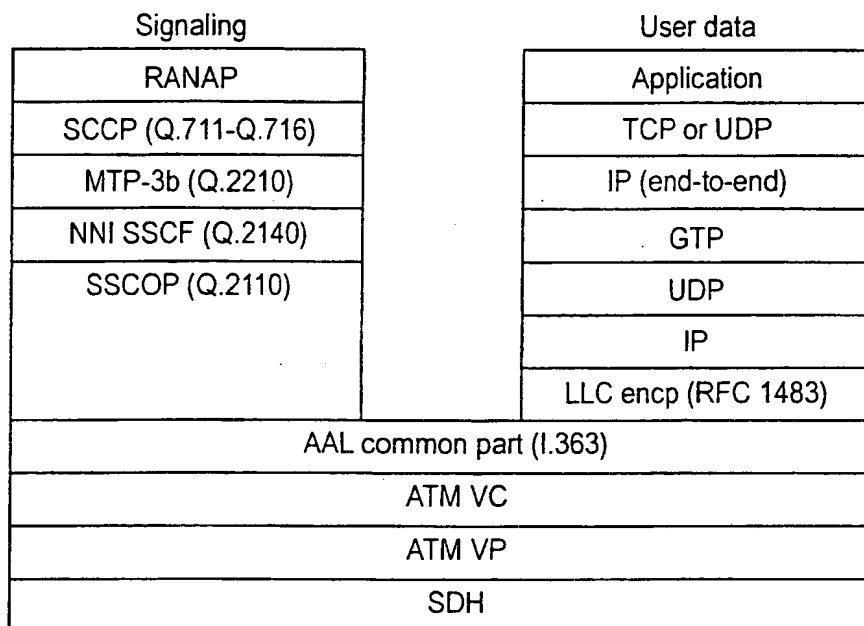 Signaling
RANAP
SCCP (Q.711-Q.716)
MTP-3b (Q.2210)
NNI SSCF (Q.2140)
SSCOP (Q.2110)
User data
Application
TCP or UDP
IP (end-to-end)
GTP
UDP
IP
LLC encp (RFC 1483)
AAL common part (I.363)
ATM VC
ATM VP
SDH